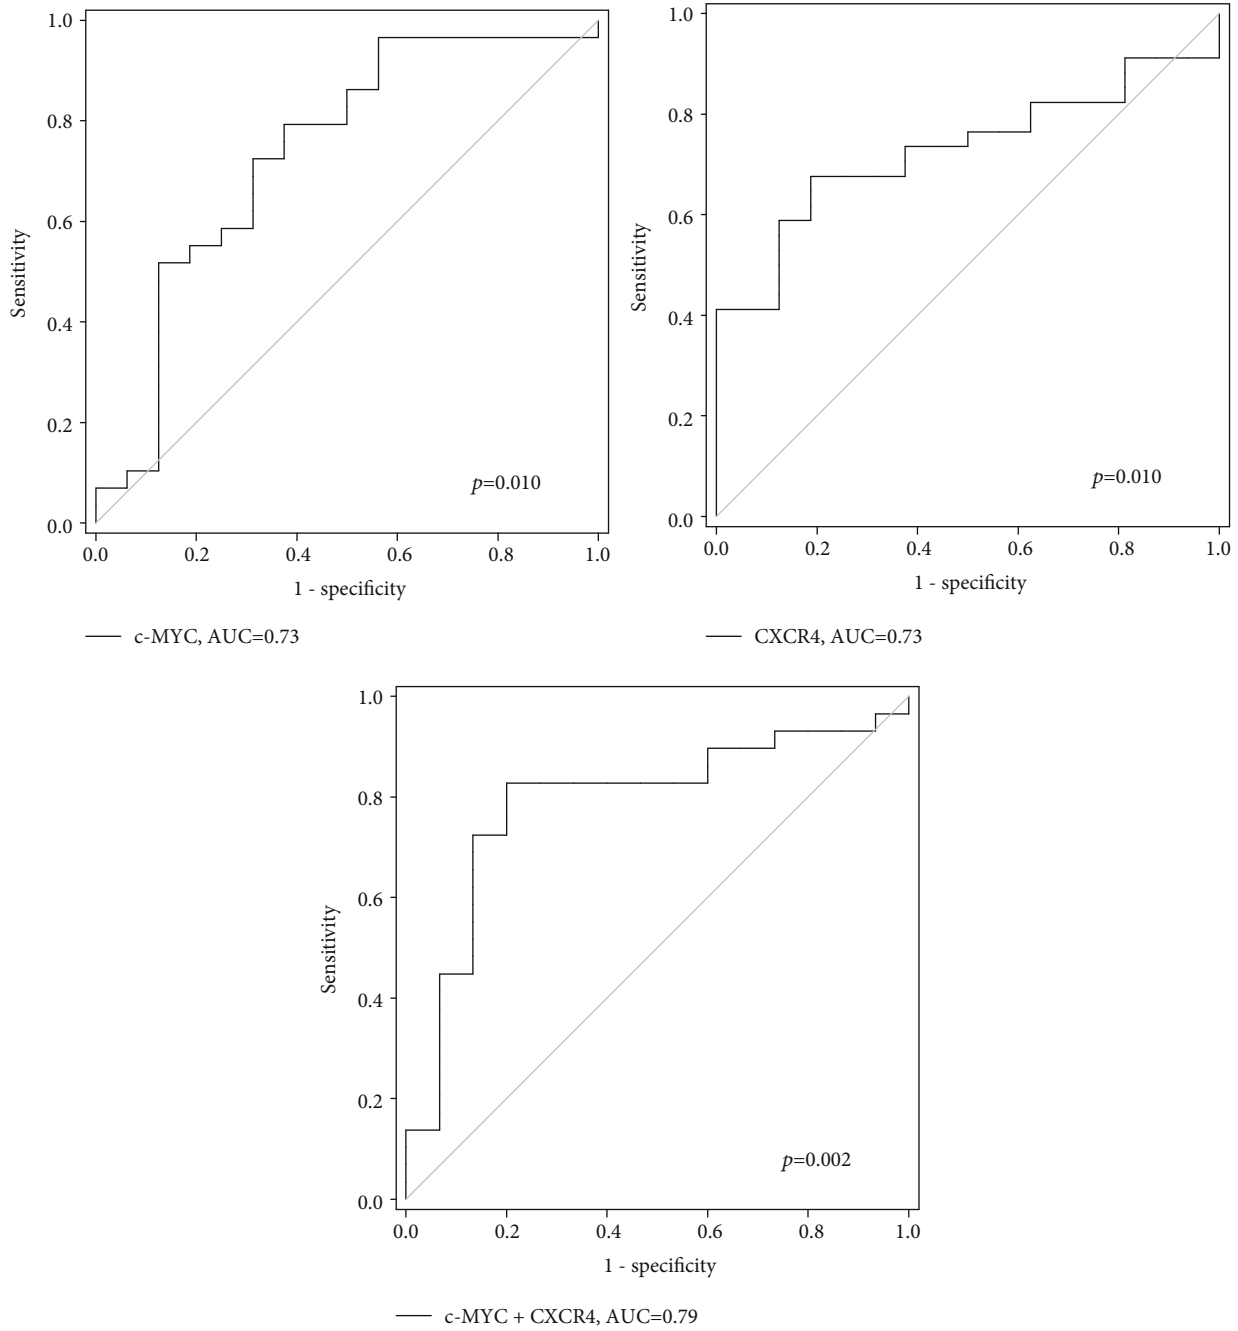 1.0
0.8
0.6
0.4
0.2
0.0
Sensitivity
p=0.010
0.0 0.2 0.4 0.6 0.8 1.0
1 - specificity
c-MYC, AUC=0.73
1.0
0.8
0.6
0.4
0.2
0.0
Sensitivity
p=0.010
0.0 0.2 0.4 0.6 0.8 1.0
1 - specificity
CXCR4, AUC=0.73
1.0
0.8
0.6
0.4
0.2
0.0
Sensitivity
p=0.002
0.0 0.2 0.4 0.6 0.8 1.0
1 - specificity
c-MYC + CXCR4, AUC=0.79